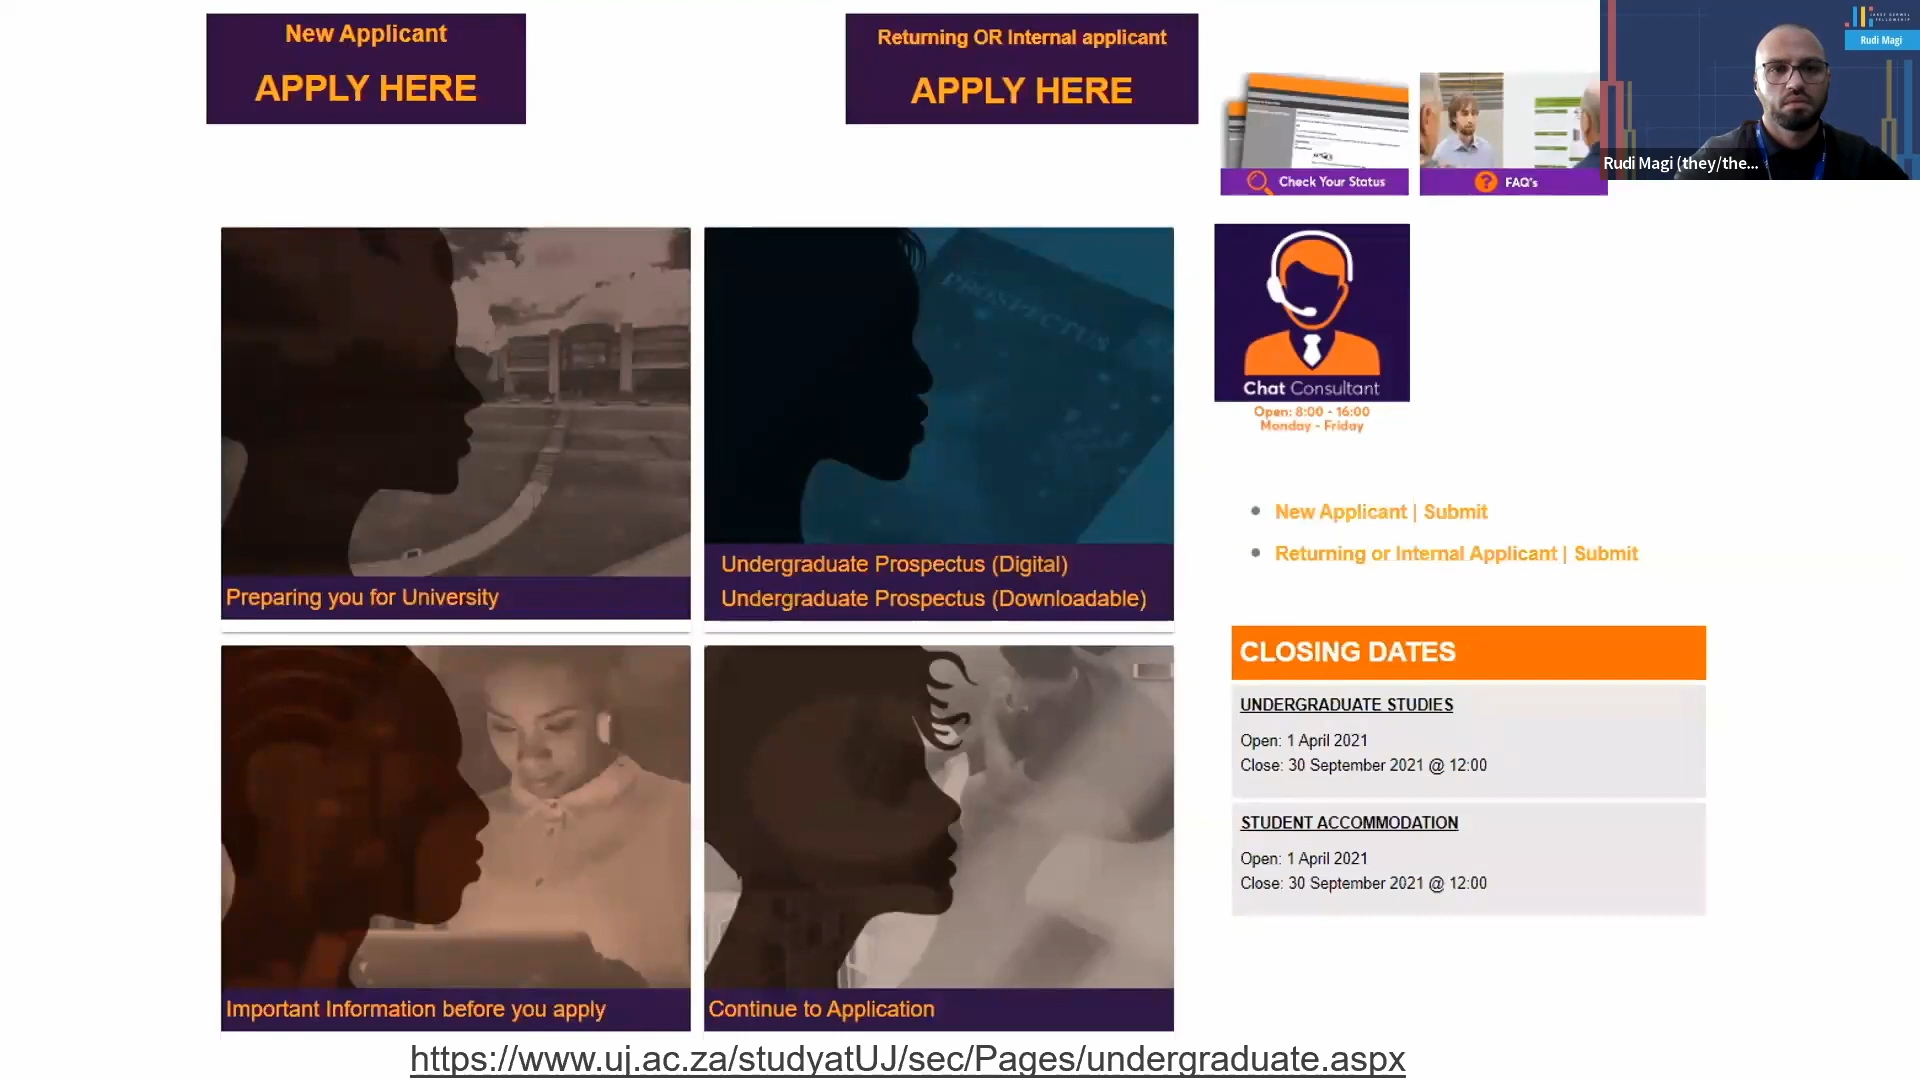 New Applicant
APPLY HERE
Returning OR Internal applicant
APPLY HERE
Check Your Status
FAQ's
Rudi Magi
Rudi Magi (they/the...
PROSPECTUS
Chat Consultant
Open: 8:00 - 16:00
Monday - Friday
New Applicant | Submit
Returning or Internal Applicant | Submit
Preparing you for University
Undergraduate Prospectus (Digital)
Undergraduate Prospectus (Downloadable)
CLOSING DATES
UNDERGRADUATE STUDIES
Open: 1 April 2021
Close: 30 September 2021 @ 12:00
STUDENT ACCOMMODATION
Open: 1 April 2021
Close: 30 September 2021 @ 12:00
Important Information before you apply
Continue to Application
https://www.uj.ac.za/studyatUJ/sec/Pages/undergraduate.aspx